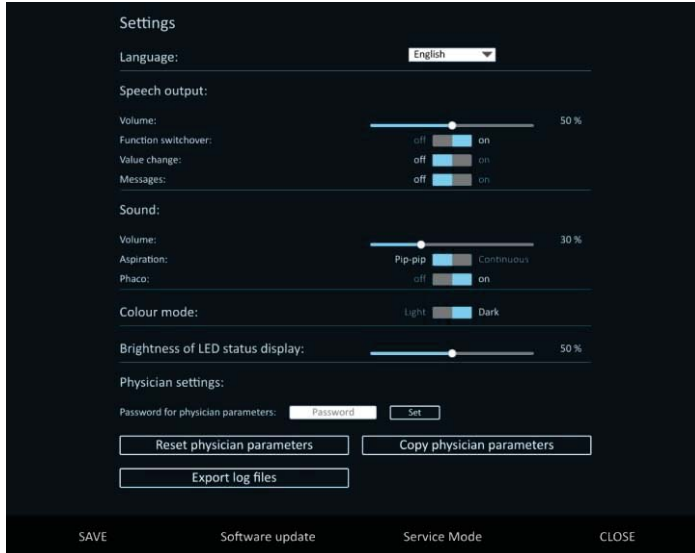 Settings
Language: English
Speech output:
Volume: 50 %
Function switchover: off on
Value change: off on
Messages: off on
Sound:
Volume: 30 %
Aspiration: Pip-pip Continuous
Phaco: off on
Colour mode: Light Dark
Brightness of LED status display: 50 %
Physician settings:
Password for physician parameters: Password Set
Reset physician parameters Copy physician parameters
Export log files
SAVE Software update Service Mode CLOSE